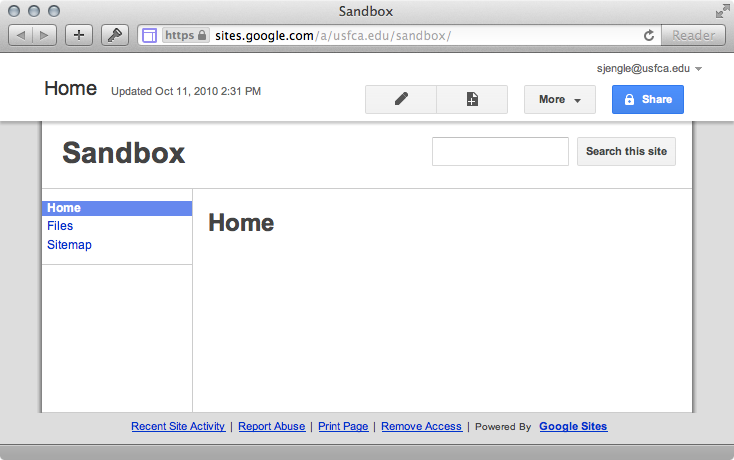 Sandbox
https sites.google.com/a/usfca.edu/sandbox/ Reader
sjengle@usfca.edu
Home Updated Oct 11, 2010 2:31 PM More Share
Sandbox Search this site
Home
Files
Sitemap
Home
Recent Site Activity | Report Abuse | Print Page | Remove Access | Powered By Google Sites